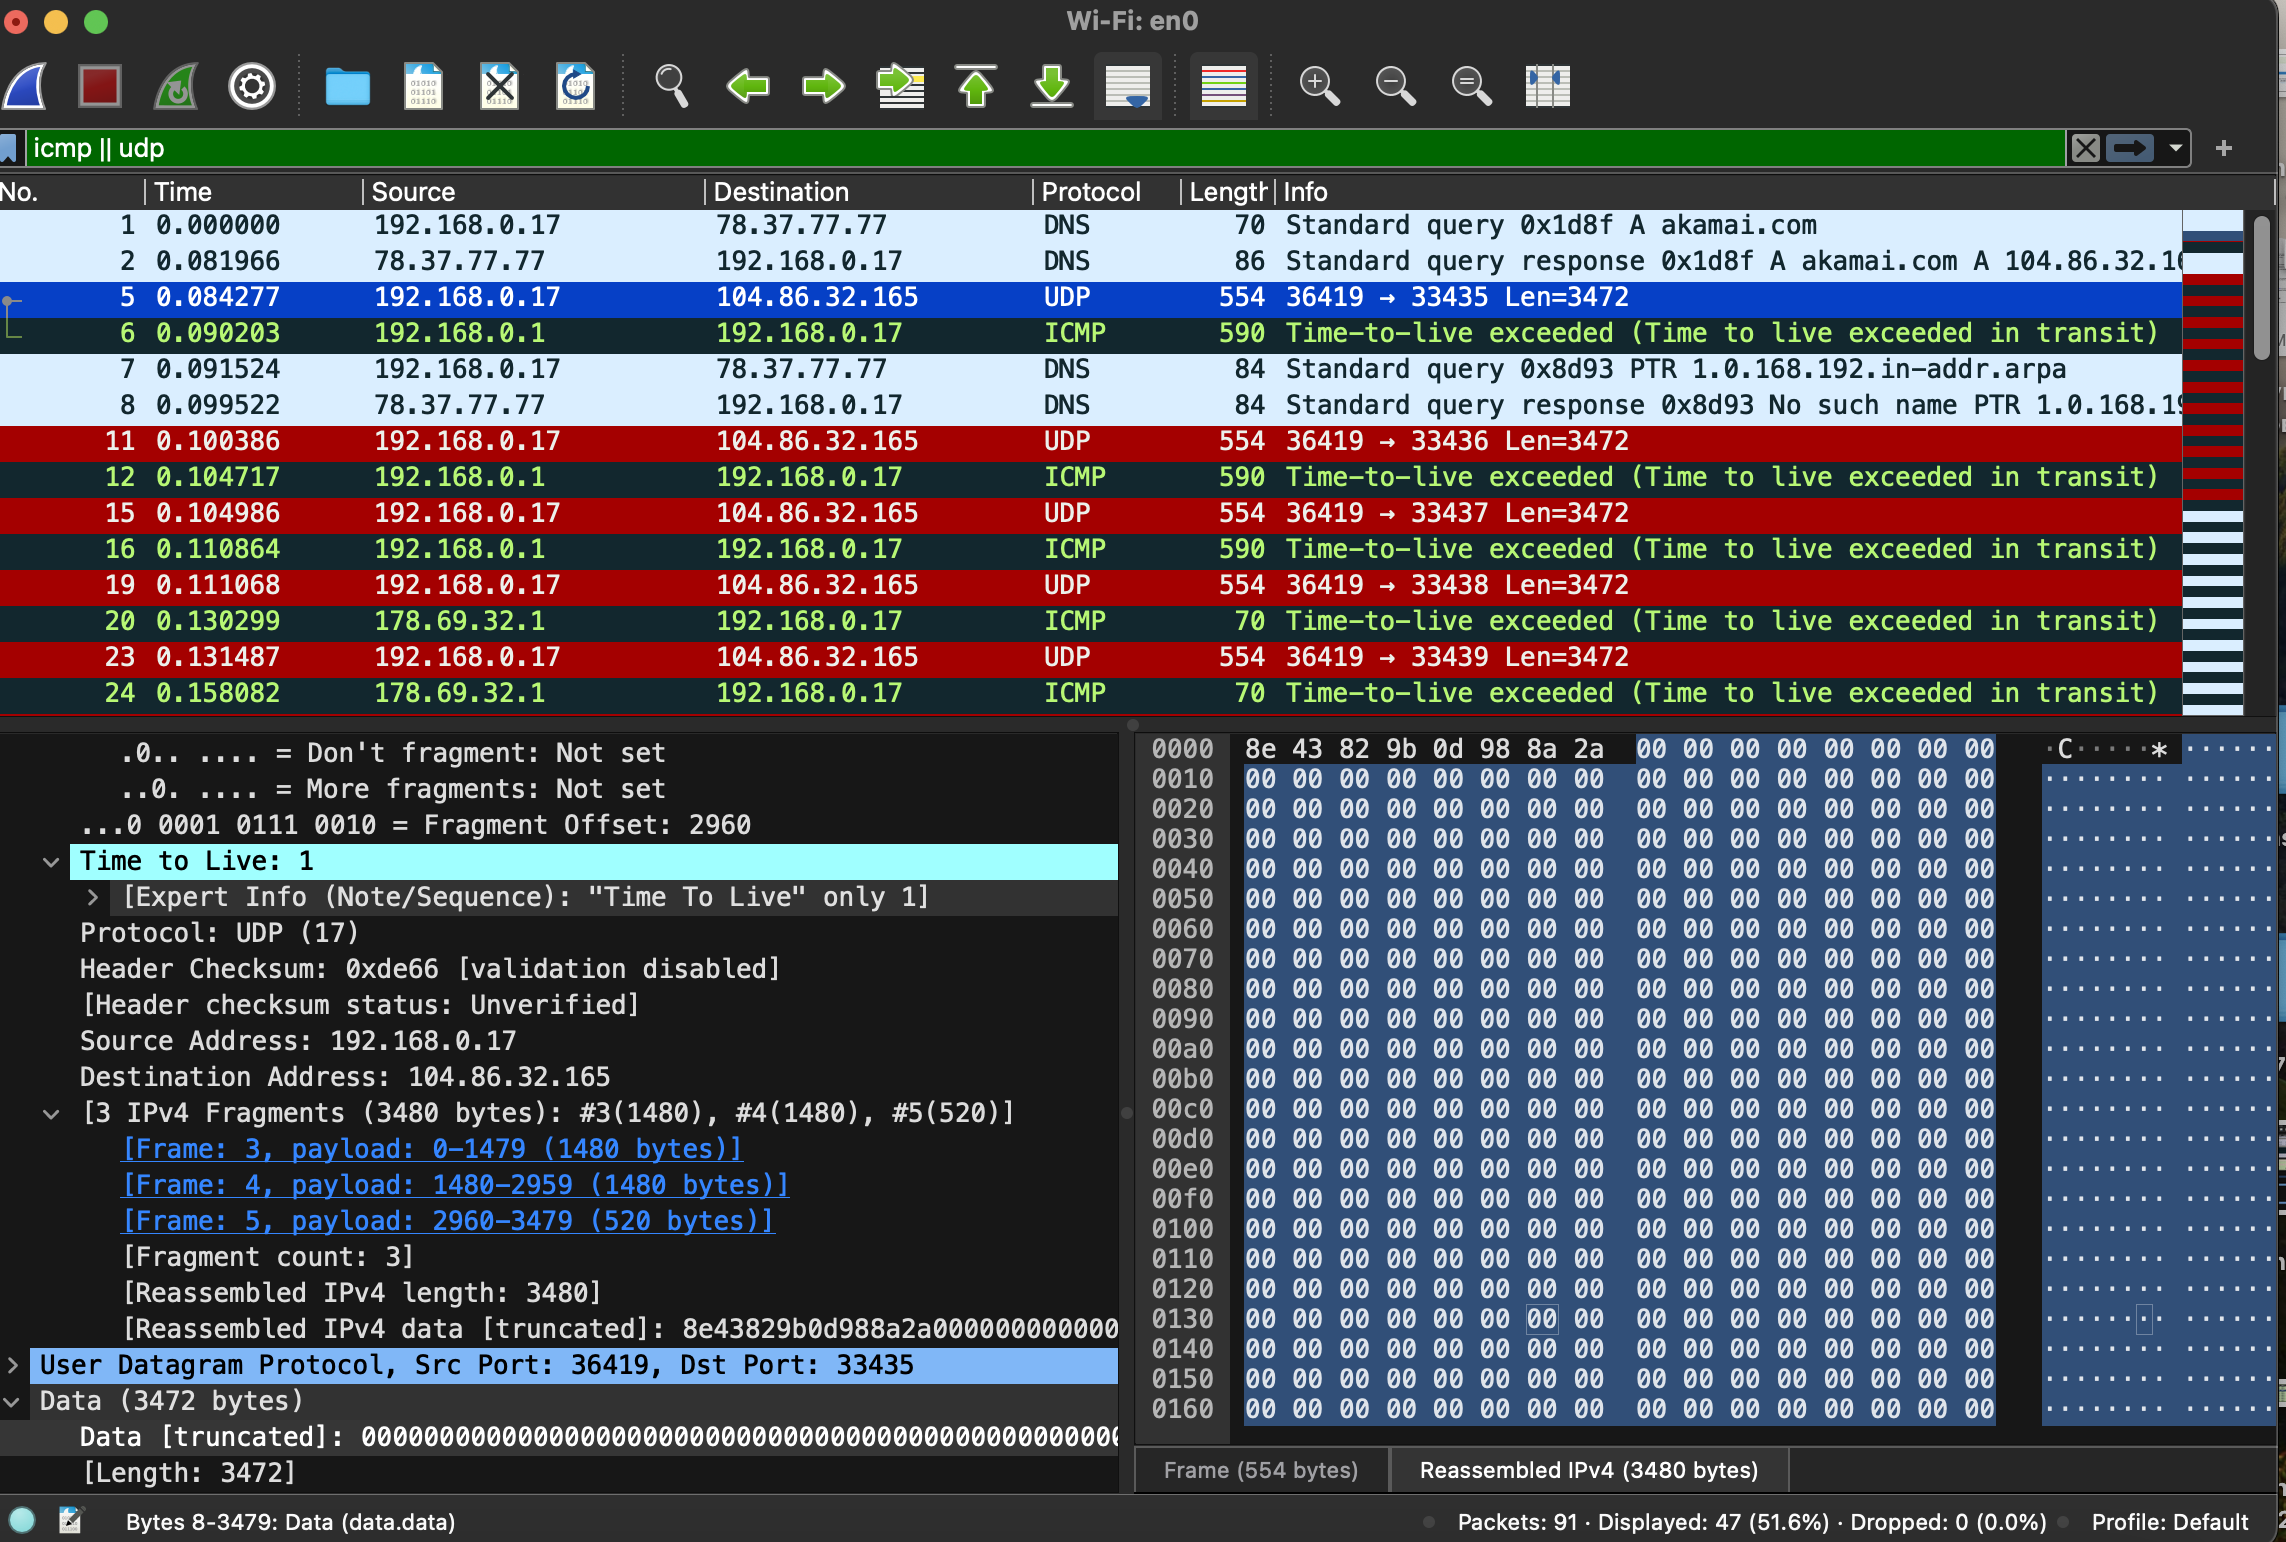 Wi-Fi: en0
icmp || udp
No. Time Source Destination Protocol Length Info
1 0.000000 192.168.0.17 78.37.77.77 DNS 70 Standard query 0x1d8f A akamai.com
2 0.081966 78.37.77.77 192.168.0.17 DNS 86 Standard query response 0x1d8f A akamai.com A 104.86.32.16
5 0.084277 192.168.0.17 104.86.32.165 UDP 554 36419 → 33435 Len=3472
6 0.090203 192.168.0.1 192.168.0.17 ICMP 590 Time-to-live exceeded (Time to live exceeded in transit)
7 0.091524 192.168.0.17 78.37.77.77 DNS 84 Standard query 0x8d93 PTR 1.0.168.192.in-addr.arpa
8 0.099522 78.37.77.77 192.168.0.17 DNS 84 Standard query response 0x8d93 No such name PTR 1.0.168.19
11 0.100386 192.168.0.17 104.86.32.165 UDP 554 36419 → 33436 Len=3472
12 0.104717 192.168.0.1 192.168.0.17 ICMP 590 Time-to-live exceeded (Time to live exceeded in transit)
15 0.104986 192.168.0.17 104.86.32.165 UDP 554 36419 → 33437 Len=3472
16 0.110864 192.168.0.1 192.168.0.17 ICMP 590 Time-to-live exceeded (Time to live exceeded in transit)
19 0.111068 192.168.0.17 104.86.32.165 UDP 554 36419 → 33438 Len=3472
20 0.130299 178.69.32.1 192.168.0.17 ICMP 70 Time-to-live exceeded (Time to live exceeded in transit)
23 0.131487 192.168.0.17 104.86.32.165 UDP 554 36419 → 33439 Len=3472
24 0.158082 178.69.32.1 192.168.0.17 ICMP 70 Time-to-live exceeded (Time to live exceeded in transit)
.0.. .... = Don't fragment: Not set
..0. .... = More fragments: Not set
...0 0001 0111 0010 = Fragment Offset: 2960
Time to Live: 1
[Expert Info (Note/Sequence): "Time To Live" only 1]
Protocol: UDP (17)
Header Checksum: 0xde66 [validation disabled]
[Header checksum status: Unverified]
Source Address: 192.168.0.17
Destination Address: 104.86.32.165
[3 IPv4 Fragments (3480 bytes): #3(1480), #4(1480), #5(520)]
[Frame: 3, payload: 0-1479 (1480 bytes)]
[Frame: 4, payload: 1480-2959 (1480 bytes)]
[Frame: 5, payload: 2960-3479 (520 bytes)]
[Fragment count: 3]
[Reassembled IPv4 length: 3480]
[Reassembled IPv4 data [truncated]: 8e43829b0d988a2a000000000000
User Datagram Protocol, Src Port: 36419, Dst Port: 33435
Data (3472 bytes)
Data [truncated]: 0000000000000000000000000000000000000000000000000
[Length: 3472]
0000 8e 43 82 9b 0d 98 8a 2a 00 00 00 00 00 00 00 00 ·C·····* ······
0010 00 00 00 00 00 00 00 00 00 00 00 00 00 00 00 00 ········ ······
0020 00 00 00 00 00 00 00 00 00 00 00 00 00 00 00 00 ········ ······
0030 00 00 00 00 00 00 00 00 00 00 00 00 00 00 00 00 ········ ······
0040 00 00 00 00 00 00 00 00 00 00 00 00 00 00 00 00 ········ ······
0050 00 00 00 00 00 00 00 00 00 00 00 00 00 00 00 00 ········ ······
0060 00 00 00 00 00 00 00 00 00 00 00 00 00 00 00 00 ········ ······
0070 00 00 00 00 00 00 00 00 00 00 00 00 00 00 00 00 ········ ······
0080 00 00 00 00 00 00 00 00 00 00 00 00 00 00 00 00 ········ ······
0090 00 00 00 00 00 00 00 00 00 00 00 00 00 00 00 00 ········ ······
00a0 00 00 00 00 00 00 00 00 00 00 00 00 00 00 00 00 ········ ······
00b0 00 00 00 00 00 00 00 00 00 00 00 00 00 00 00 00 ········ ······
00c0 00 00 00 00 00 00 00 00 00 00 00 00 00 00 00 00 ········ ······
00d0 00 00 00 00 00 00 00 00 00 00 00 00 00 00 00 00 ········ ······
00e0 00 00 00 00 00 00 00 00 00 00 00 00 00 00 00 00 ········ ······
00f0 00 00 00 00 00 00 00 00 00 00 00 00 00 00 00 00 ········ ······
0100 00 00 00 00 00 00 00 00 00 00 00 00 00 00 00 00 ········ ······
0110 00 00 00 00 00 00 00 00 00 00 00 00 00 00 00 00 ········ ······
0120 00 00 00 00 00 00 00 00 00 00 00 00 00 00 00 00 ········ ······
0130 00 00 00 00 00 00 00 00 00 00 00 00 00 00 00 00 ········ ······
0140 00 00 00 00 00 00 00 00 00 00 00 00 00 00 00 00 ········ ······
0150 00 00 00 00 00 00 00 00 00 00 00 00 00 00 00 00 ········ ······
0160 00 00 00 00 00 00 00 00 00 00 00 00 00 00 00 00 ········ ······
Frame (554 bytes) Reassembled IPv4 (3480 bytes)
Bytes 8-3479: Data (data.data) Packets: 91 · Displayed: 47 (51.6%) · Dropped: 0 (0.0%) Profile: Default